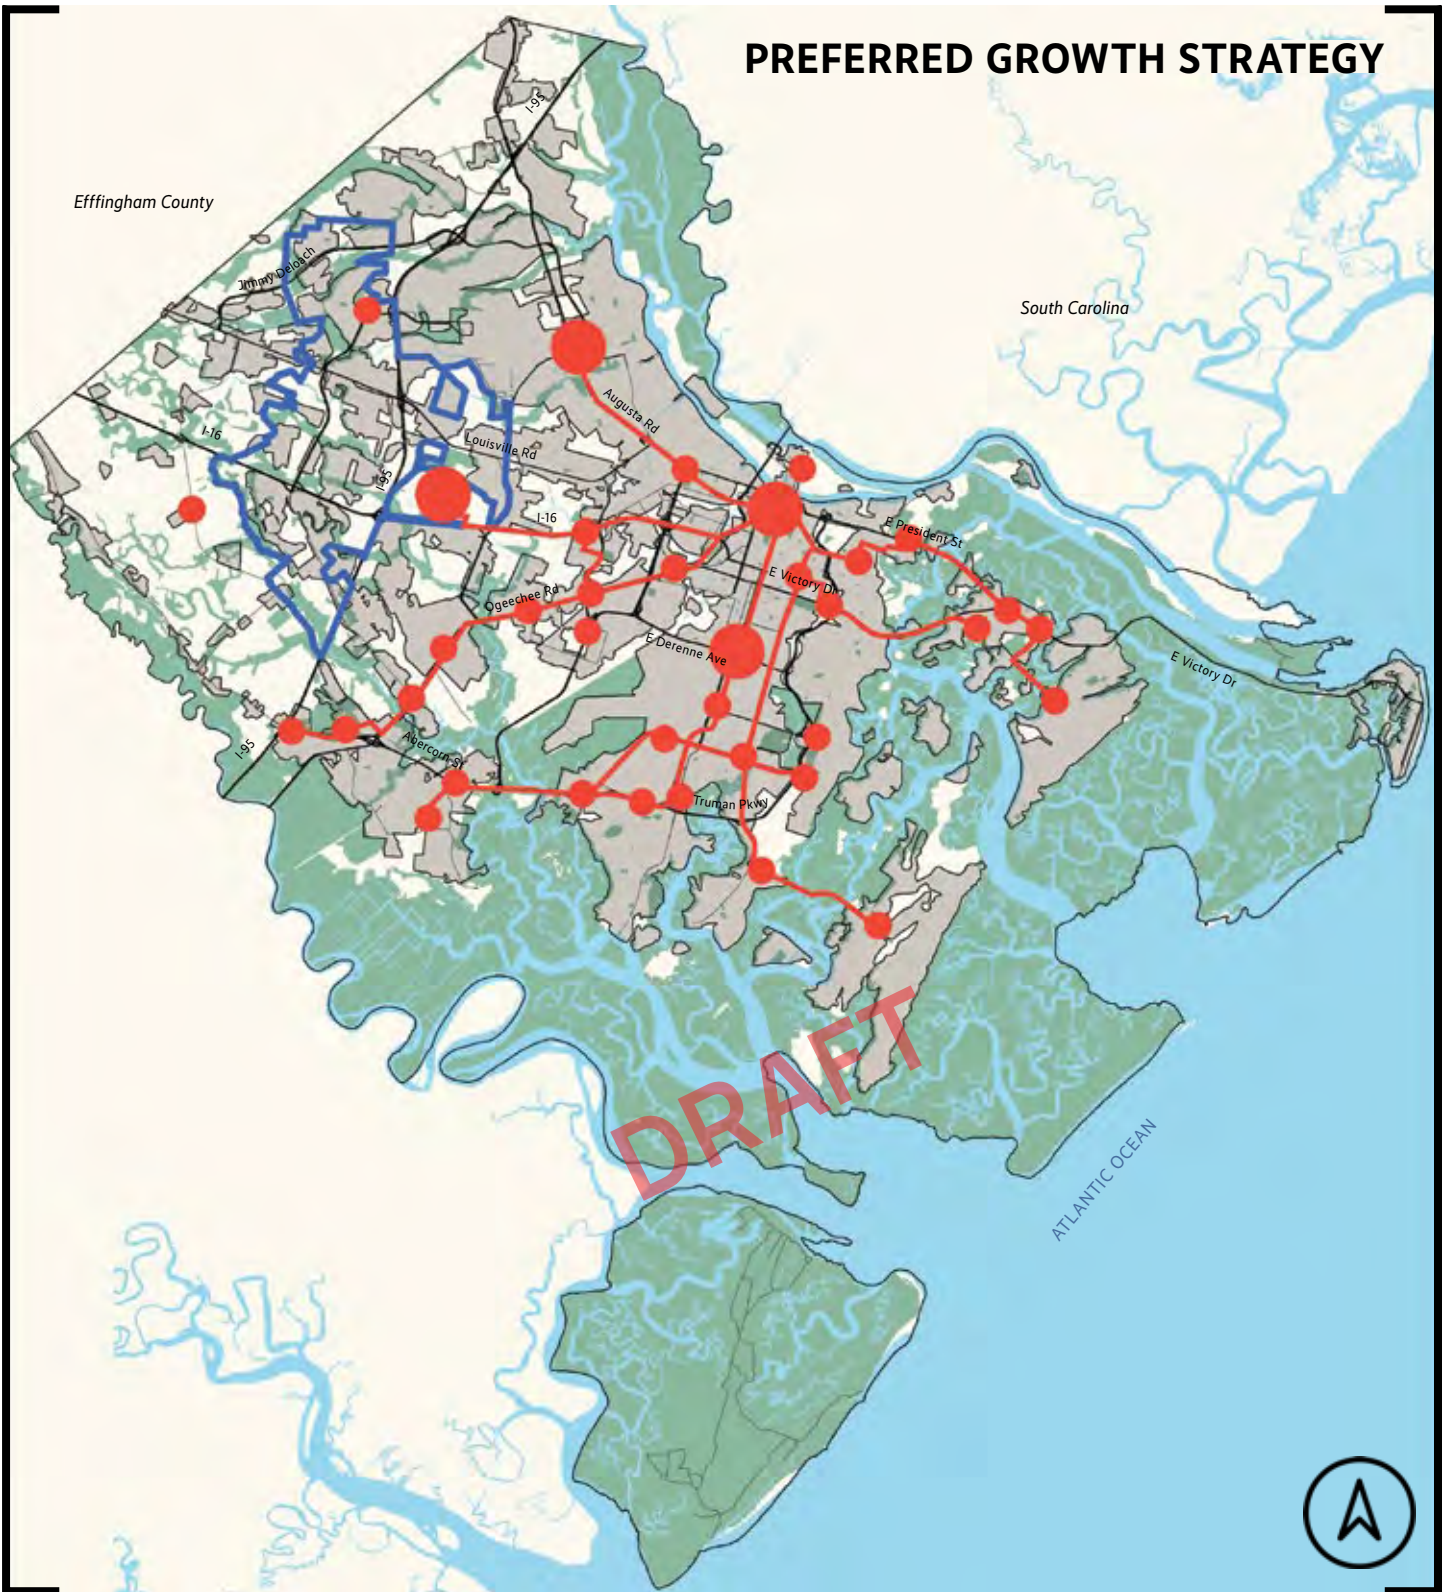 PREFERRED GROWTH STRATEGY
I-95
Efffingham County
Jimmy Deloach
South Carolina
Augusta Rd
I-16
Louisville Rd
I-95
I-16
E President St
E Victory Dr
Ogeechee Rd
E Derenne Ave
E Victory Dr
I-95
Abercorn St
Truman Pkwy
DRAFT
ATLANTIC OCEAN